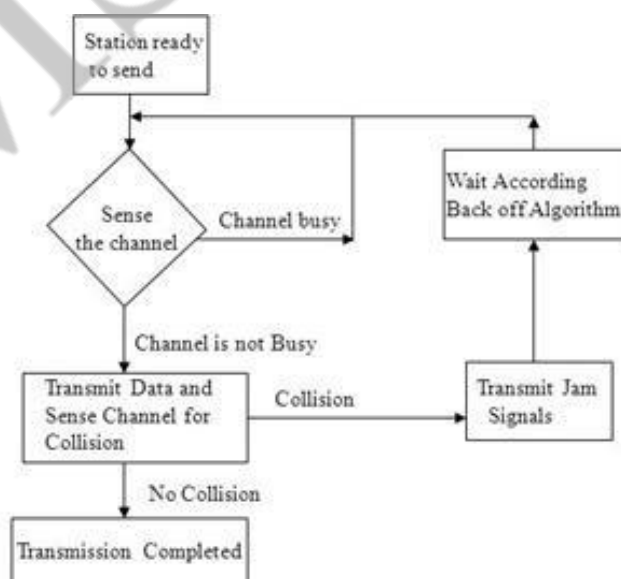 Station ready
to send
Sense
the channel
Channel busy
Wait According
Back off Algorithm
Channel is not Busy
Transmit Data and
Sense Channel for
Collision
Collision
Transmit Jam
Signals
No Collision
Transmission Completed